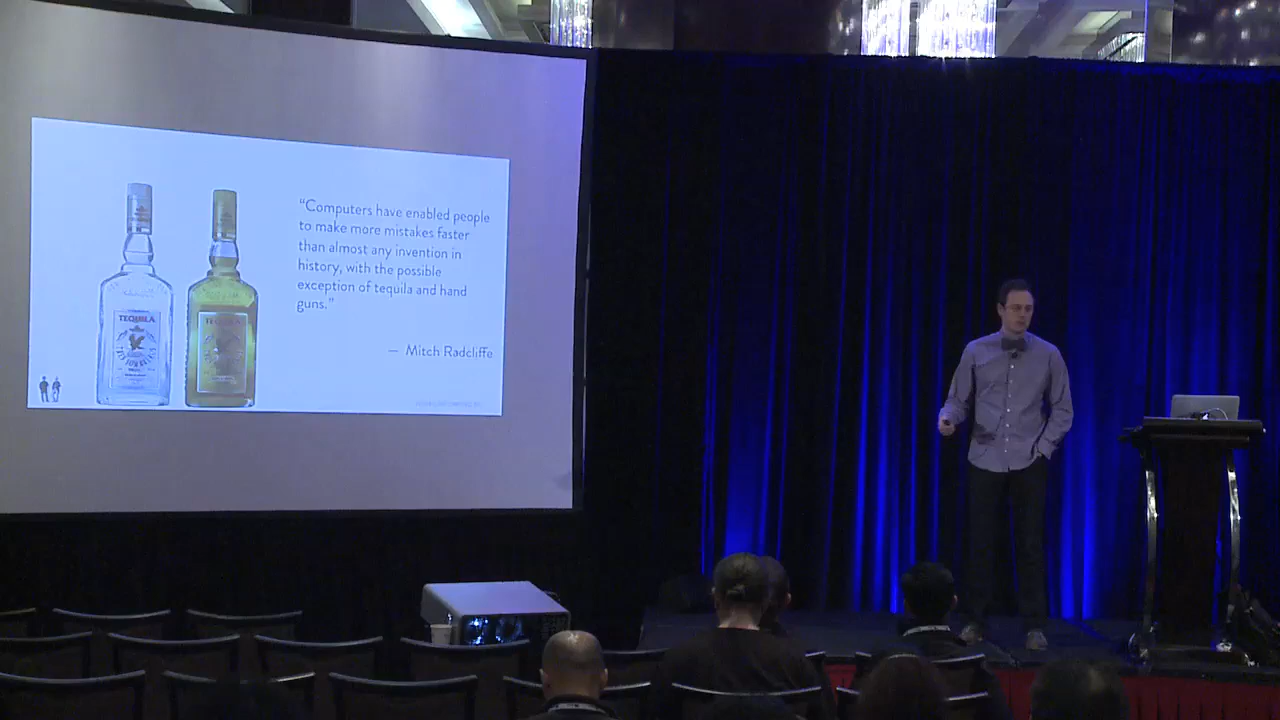 “Computers have enabled people
to make more mistakes faster
than almost any invention in
history, with the possible
exception of tequila and hand
guns.”
— Mitch Radcliffe
TEQUILA
TEQUILA